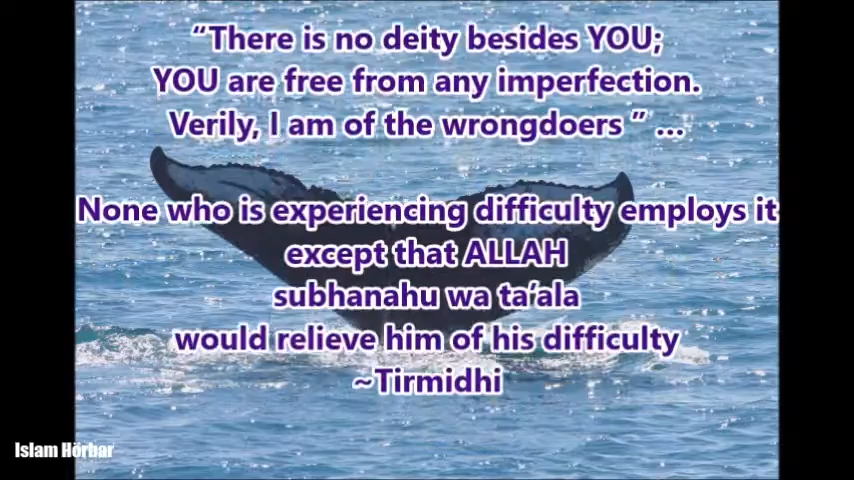 “There is no deity besides YOU;
YOU are free from any imperfection.
Verily, I am of the wrongdoers ” ...
None who is experiencing difficulty employs it
except that ALLAH
subhanahu wa ta‘ala
would relieve him of his difficulty
~Tirmidhi
Islam Hörbar